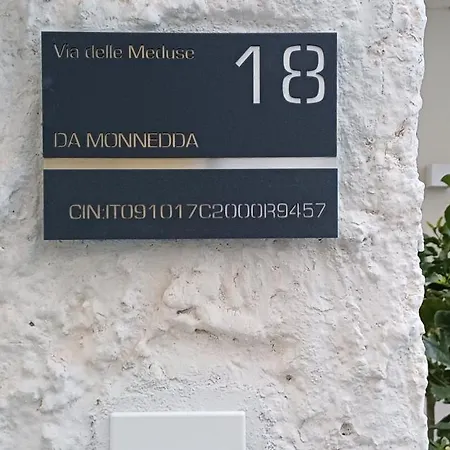 Via delle Meduse
18
DA MONNEDDA
CIN:IT091017C2000R9457